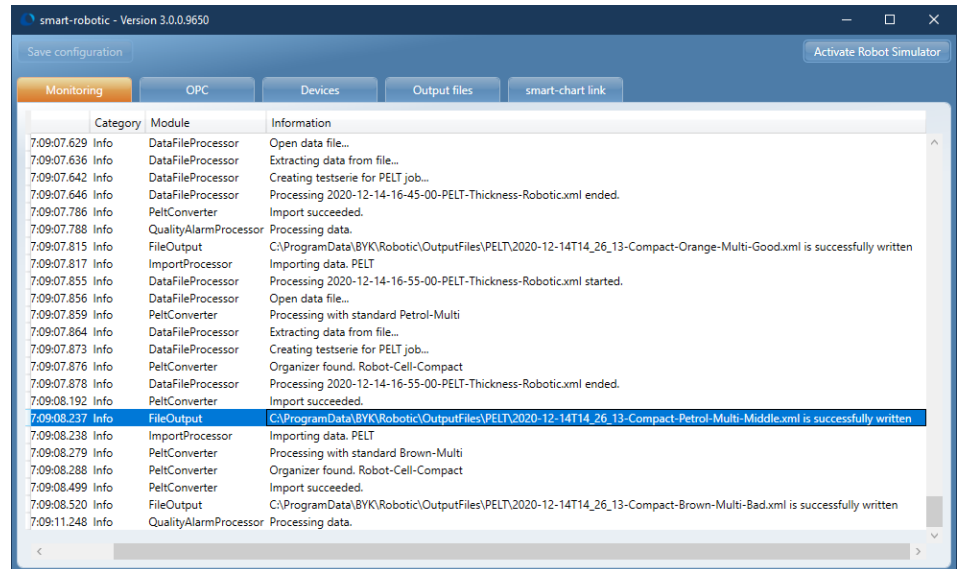 smart-robotic - Version 3.0.0.9650
Save configuration
Activate Robot Simulator
Monitoring OPC Devices Output files smart-chart link
Category Module Information
7:09:07.629 Info DataFileProcessor Open data file...
7:09:07.636 Info DataFileProcessor Extracting data from file...
7:09:07.642 Info DataFileProcessor Creating testserie for PELT job...
7:09:07.646 Info DataFileProcessor Processing 2020-12-14-16-45-00-PELT-Thickness-Robotic.xml ended.
7:09:07.786 Info PeltConverter Import succeeded.
7:09:07.788 Info QualityAlarmProcessor Processing data.
7:09:07.815 Info FileOutput C:\ProgramData\BYK\Robotic\OutputFiles\PELT\2020-12-14T14_26_13-Compact-Orange-Multi-Good.xml is successfully written
7:09:07.817 Info ImportProcessor Importing data. PELT
7:09:07.855 Info DataFileProcessor Processing 2020-12-14-16-55-00-PELT-Thickness-Robotic.xml started.
7:09:07.856 Info DataFileProcessor Open data file...
7:09:07.859 Info PeltConverter Processing with standard Petrol-Multi
7:09:07.864 Info DataFileProcessor Extracting data from file...
7:09:07.873 Info DataFileProcessor Creating testserie for PELT job...
7:09:07.876 Info PeltConverter Organizer found. Robot-Cell-Compact
7:09:07.878 Info DataFileProcessor Processing 2020-12-14-16-55-00-PELT-Thickness-Robotic.xml ended.
7:09:08.192 Info PeltConverter Import succeeded.
7:09:08.237 Info FileOutput C:\ProgramData\BYK\Robotic\OutputFiles\PELT\2020-12-14T14_26_13-Compact-Petrol-Multi-Middle.xml is successfully written
7:09:08.238 Info ImportProcessor Importing data. PELT
7:09:08.279 Info PeltConverter Processing with standard Brown-Multi
7:09:08.288 Info PeltConverter Organizer found. Robot-Cell-Compact
7:09:08.499 Info PeltConverter Import succeeded.
7:09:08.520 Info FileOutput C:\ProgramData\BYK\Robotic\OutputFiles\PELT\2020-12-14T14_26_13-Compact-Brown-Multi-Bad.xml is successfully written
7:09:11.248 Info QualityAlarmProcessor Processing data.